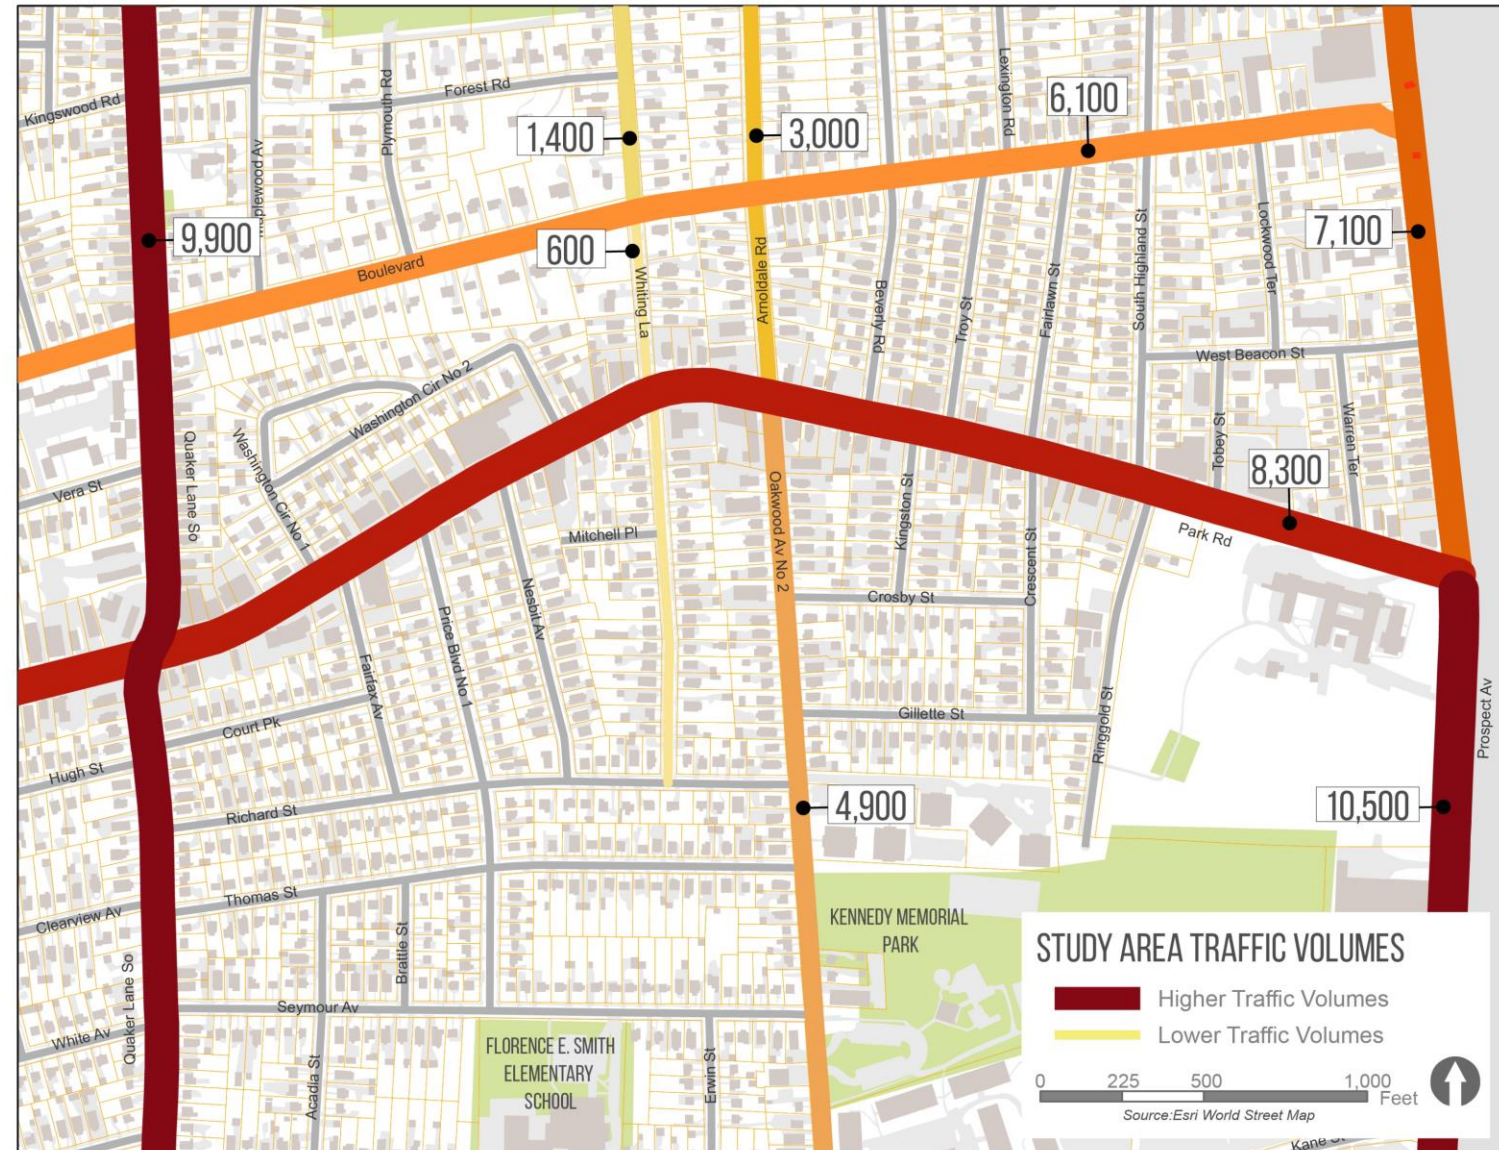 Kingswood Rd
Plymouth Rd
Forest Rd
Lexington Rd
6,100
1,400
3,000
9,900
600
7,100
Boulevard
Whiting La
Arnoldale Rd
Beverly Rd
Troy St
Fairlawn St
South Highland St
Lockwood Ter
West Beacon St
Washington Cir No 2
Washington Cir No 1
Quaker Lane So
Vera St
Tobey St
Warren Ter
8,300
Park Rd
Oakwood Av No 2
Kingston St
Crescent St
Mitchell Pl
Nesbit Av
Crosby St
Price Blvd No 1
Fairfax Av
Court Pk
Gillette St
Ringgold St
Prospect Av
Hugh St
Richard St
4,900
10,500
Thomas St
Clearview Av
Brattle St
Quaker Lane So
Seymour Av
White Av
Acadia St
Erwin St
KENNEDY MEMORIAL
PARK
FLORENCE E. SMITH
ELEMENTARY
SCHOOL
STUDY AREA TRAFFIC VOLUMES
Higher Traffic Volumes
Lower Traffic Volumes
0 225 500 1,000
Feet
Source:Esri World Street Map